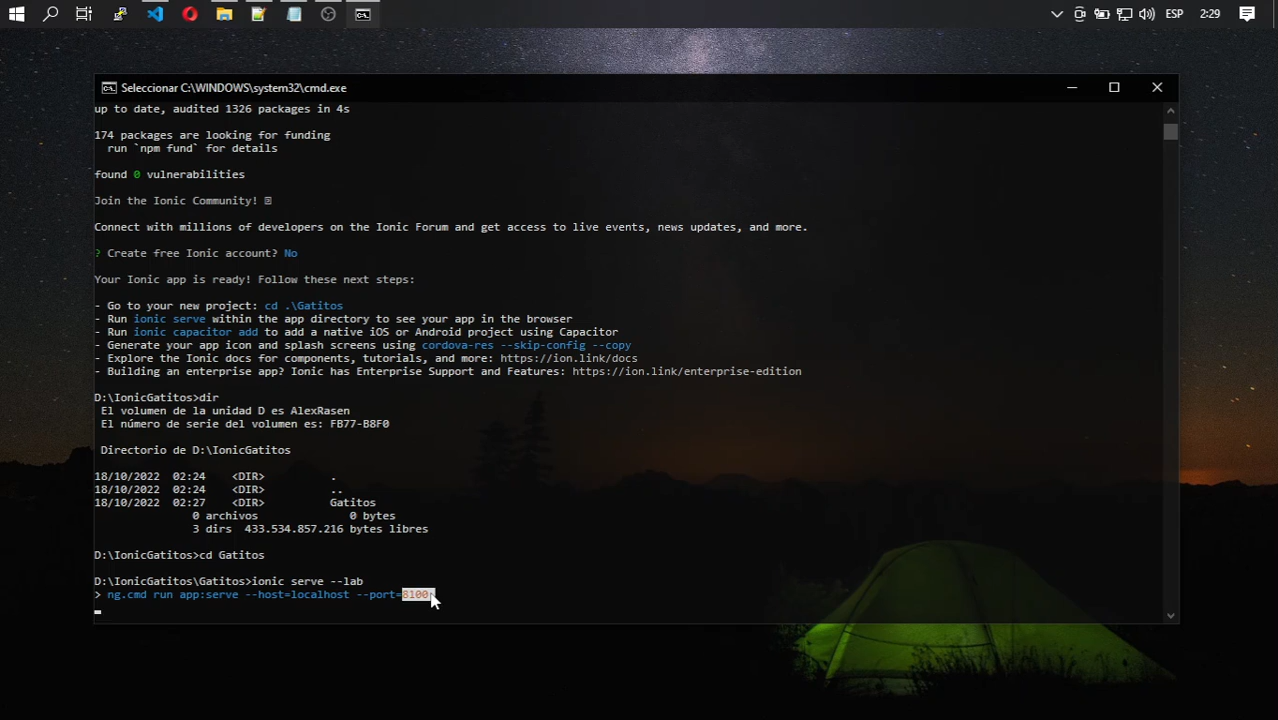 ESP
2:29
Seleccionar C:\WINDOWS\system32\cmd.exe
up to date, audited 1326 packages in 4s
174 packages are looking for funding
run `npm fund` for details
found 0 vulnerabilities
Join the Ionic Community!
Connect with millions of developers on the Ionic Forum and get access to live events, news updates, and more.
? Create free Ionic account? No
Your Ionic app is ready! Follow these next steps:
- Go to your new project: cd .\Gatitos
- Run ionic serve within the app directory to see your app in the browser
- Run ionic capacitor add to add a native iOS or Android project using Capacitor
- Generate your app icon and splash screens using cordova-res --skip-config --copy
- Explore the Ionic docs for components, tutorials, and more: https://ion.link/docs
- Building an enterprise app? Ionic has Enterprise Support and Features: https://ion.link/enterprise-edition
D:\IonicGatitos>dir
El volumen de la unidad D es AlexRasen
El número de serie del volumen es: FB77-B8F0
Directorio de D:\IonicGatitos
18/10/2022 02:24 <DIR> .
18/10/2022 02:24 <DIR> ..
18/10/2022 02:27 <DIR> Gatitos
0 archivos 0 bytes
3 dirs 433.534.857.216 bytes libres
D:\IonicGatitos>cd Gatitos
D:\IonicGatitos\Gatitos>ionic serve --lab
> ng.cmd run app:serve --host=localhost --port=8100